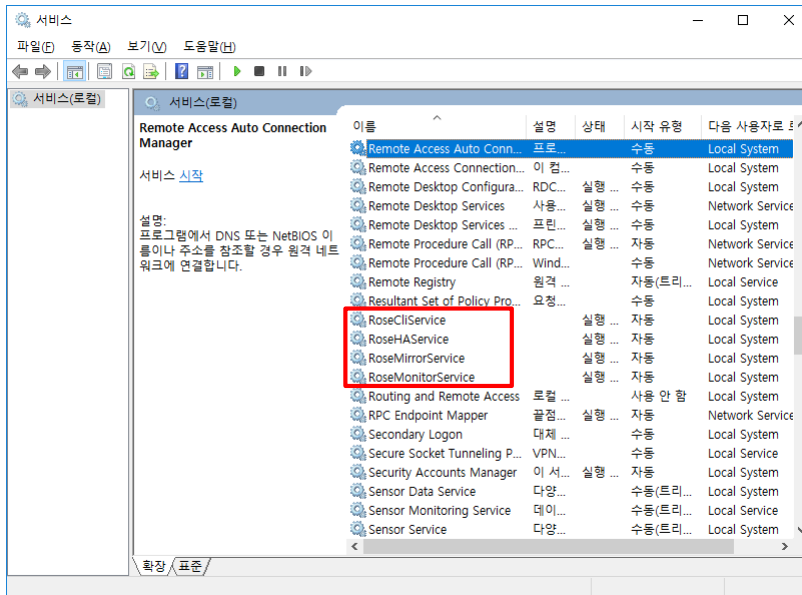 서비스
파일(F) 동작(A) 보기(V) 도움말(H)
서비스(로컬)
서비스(로컬)
Remote Access Auto Connection Manager
서비스 시작
설명:
프로그램에서 DNS 또는 NetBIOS 이
름이나 주소를 참조할 경우 원격 네트
워크에 연결합니다.
이름 설명 상태 시작 유형 다음 사용자로
Remote Access Auto Conn... 프로... 수동 Local System
Remote Access Connection... 이 컴... 수동 Local System
Remote Desktop Configura... RDC... 실행 ... 수동 Local System
Remote Desktop Services 사용... 실행 ... 수동 Network Service
Remote Desktop Services ... 프린... 실행 ... 수동 Local System
Remote Procedure Call (RP... RPC... 실행 ... 자동 Network Service
Remote Procedure Call (RP... Wind... 수동 Network Service
Remote Registry 원격 ... 자동(트리... Local Service
Resultant Set of Policy Pro... 요청... 수동 Local System
RoseCliService 실행 ... 자동 Local System
RoseHAService 실행 ... 자동 Local System
RoseMirrorService 실행 ... 자동 Local System
RoseMonitorService 실행 ... 자동 Local System
Routing and Remote Access 로컬 ... 사용 안 함 Local System
RPC Endpoint Mapper 끝점... 실행 ... 자동 Network Service
Secondary Logon 대체 ... 수동 Local System
Secure Socket Tunneling P... VPN... 수동 Local Service
Security Accounts Manager 이 서... 실행 ... 자동 Local System
Sensor Data Service 다양... 수동(트리... Local System
Sensor Monitoring Service 데이... 수동(트리... Local Service
Sensor Service 다양... 수동(트리... Local System
확장 표준